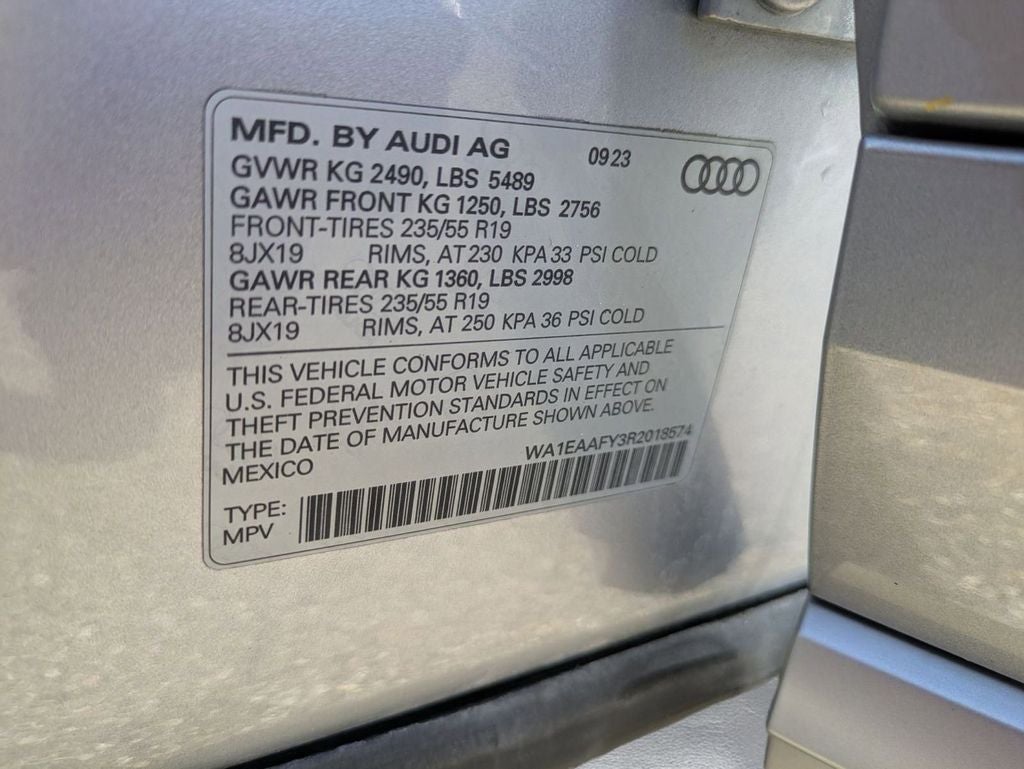 MFD. BY AUDI AG 09 23
GVWR KG 2490, LBS 5489
GAWR FRONT KG 1250, LBS 2756
FRONT-TIRES 235/55 R19
8JX19 RIMS, AT 230 KPA 33 PSI COLD
GAWR REAR KG 1360, LBS 2998
REAR-TIRES 235/55 R19
8JX19 RIMS, AT 250 KPA 36 PSI COLD
THIS VEHICLE CONFORMS TO ALL APPLICABLE
U.S. FEDERAL MOTOR VEHICLE SAFETY AND
THEFT PREVENTION STANDARDS IN EFFECT ON
THE DATE OF MANUFACTURE SHOWN ABOVE.
MEXICO WA1EAAFY3R2018574
TYPE:
MPV